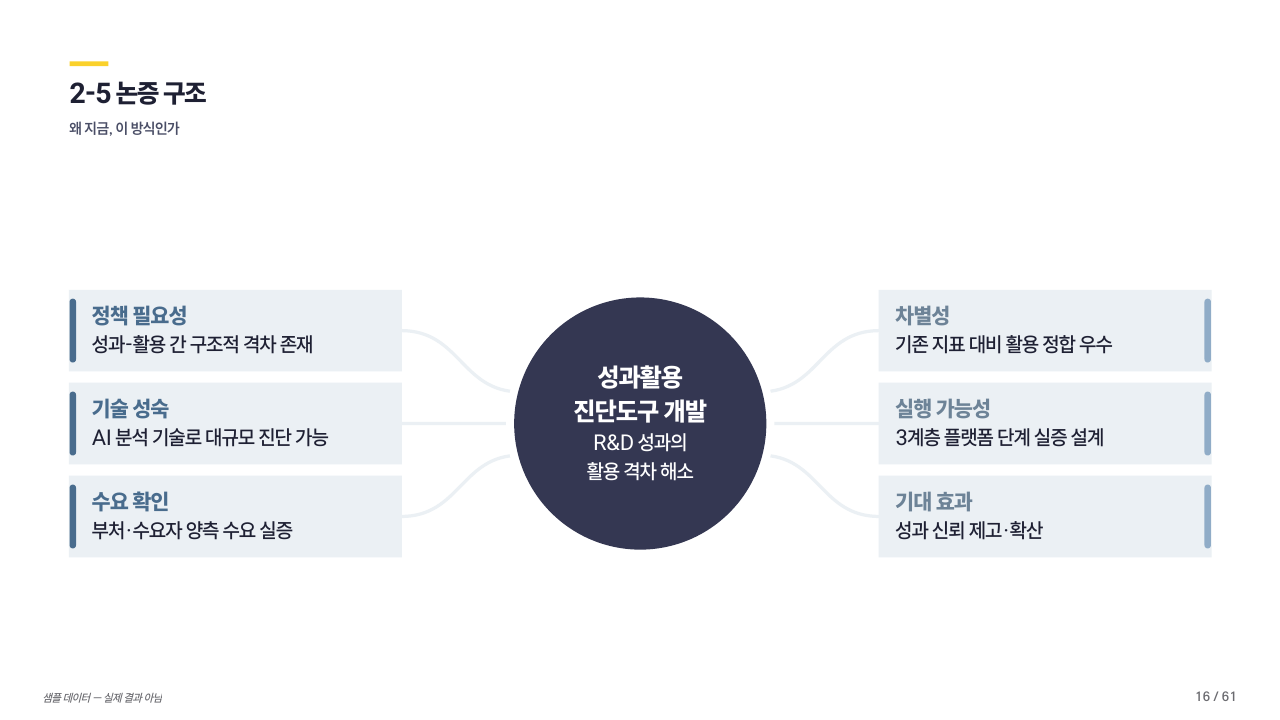 2-5 논증 구조
왜 지금, 이 방식인가
정책 필요성
성과-활용 간 구조적 격차 존재
기술 성숙
AI 분석 기술로 대규모 진단 가능
수요 확인
부처·수요자 양측 수요 실증
성과활용
진단도구 개발
R&D 성과의
활용 격차 해소
차별성
기존 지표 대비 활용 정합 우수
실행 가능성
3계층 플랫폼 단계 실증 설계
기대 효과
성과 신뢰 제고·확산
샘플 데이터 — 실제 결과 아님
16 / 61